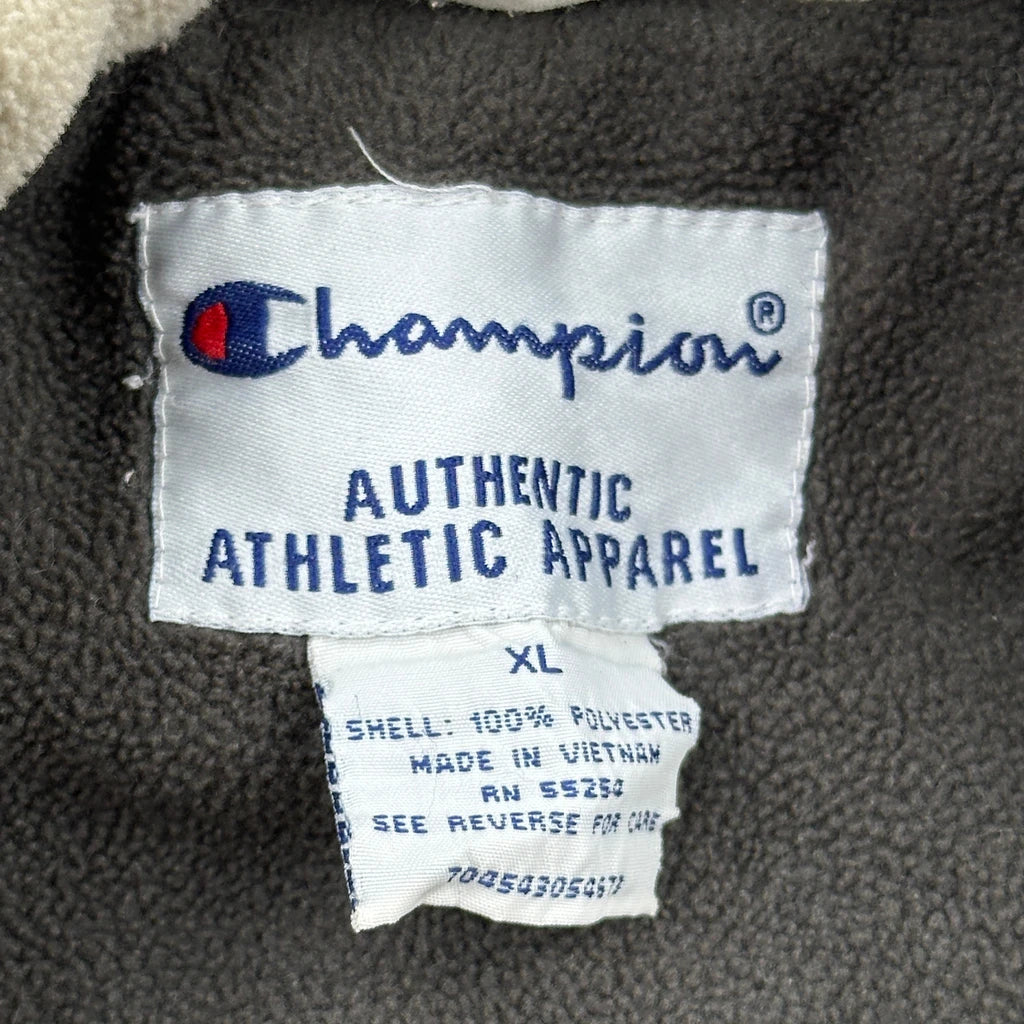 Champion®
AUTHENTIC
ATHLETIC APPAREL
XL
SHELL: 100% POLYESTER
MADE IN VIETNAM
RN 55254
SEE REVERSE FOR CARE